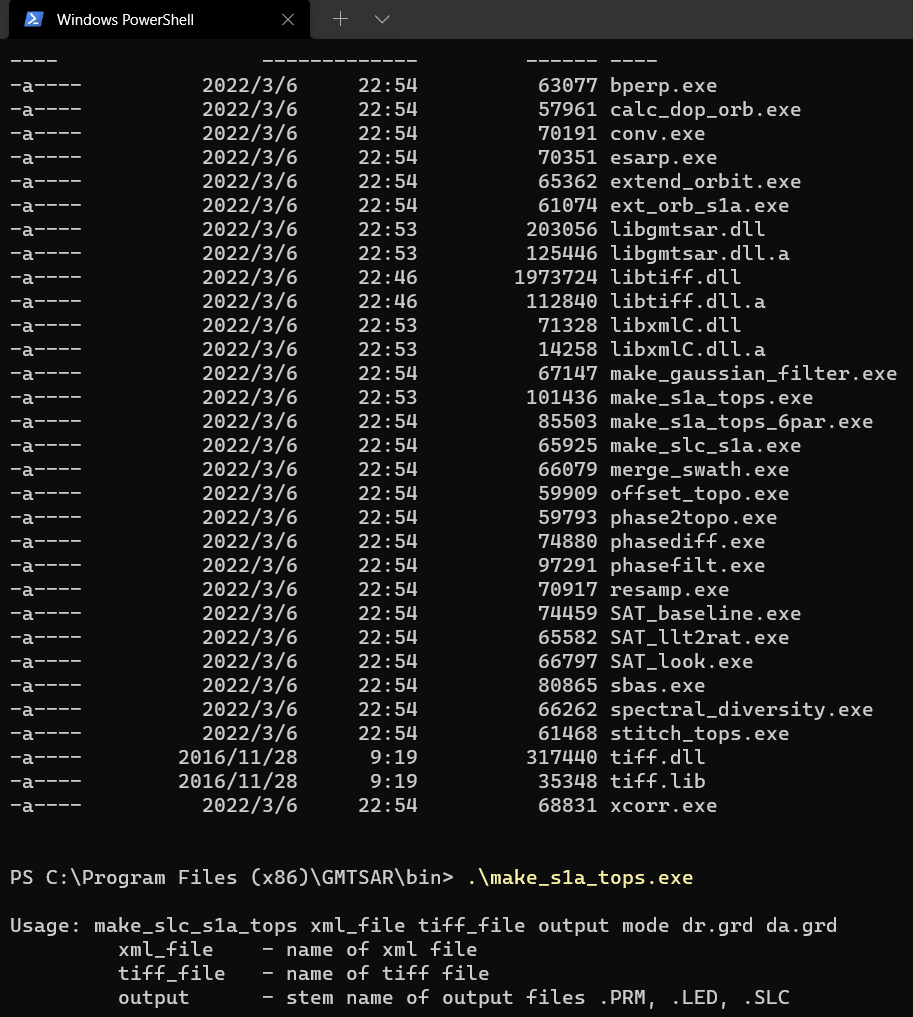 Windows PowerShell
----                 -------------         ------ ----
-a----          2022/3/6     22:54          63077 bperp.exe
-a----          2022/3/6     22:54          57961 calc_dop_orb.exe
-a----          2022/3/6     22:54          70191 conv.exe
-a----          2022/3/6     22:54          70351 esarp.exe
-a----          2022/3/6     22:54          65362 extend_orbit.exe
-a----          2022/3/6     22:54          61074 ext_orb_s1a.exe
-a----          2022/3/6     22:53         203056 libgmtsar.dll
-a----          2022/3/6     22:53         125446 libgmtsar.dll.a
-a----          2022/3/6     22:46        1973724 libtiff.dll
-a----          2022/3/6     22:46         112840 libtiff.dll.a
-a----          2022/3/6     22:53          71328 libxmlC.dll
-a----          2022/3/6     22:53          14258 libxmlC.dll.a
-a----          2022/3/6     22:54          67147 make_gaussian_filter.exe
-a----          2022/3/6     22:53         101436 make_s1a_tops.exe
-a----          2022/3/6     22:54          85503 make_s1a_tops_6par.exe
-a----          2022/3/6     22:54          65925 make_slc_s1a.exe
-a----          2022/3/6     22:54          66079 merge_swath.exe
-a----          2022/3/6     22:54          59909 offset_topo.exe
-a----          2022/3/6     22:54          59793 phase2topo.exe
-a----          2022/3/6     22:54          74880 phasediff.exe
-a----          2022/3/6     22:54          97291 phasefilt.exe
-a----          2022/3/6     22:54          70917 resamp.exe
-a----          2022/3/6     22:54          74459 SAT_baseline.exe
-a----          2022/3/6     22:54          65582 SAT_llt2rat.exe
-a----          2022/3/6     22:54          66797 SAT_look.exe
-a----          2022/3/6     22:54          80865 sbas.exe
-a----          2022/3/6     22:54          66262 spectral_diversity.exe
-a----          2022/3/6     22:54          61468 stitch_tops.exe
-a----        2016/11/28      9:19         317440 tiff.dll
-a----        2016/11/28      9:19          35348 tiff.lib
-a----          2022/3/6     22:54          68831 xcorr.exe
PS C:\Program Files (x86)\GMTSAR\bin> .\make_s1a_tops.exe
Usage: make_slc_s1a_tops xml_file tiff_file output mode dr.grd da.grd
xml_file    - name of xml file
tiff_file   - name of tiff file
output      - stem name of output files .PRM, .LED, .SLC